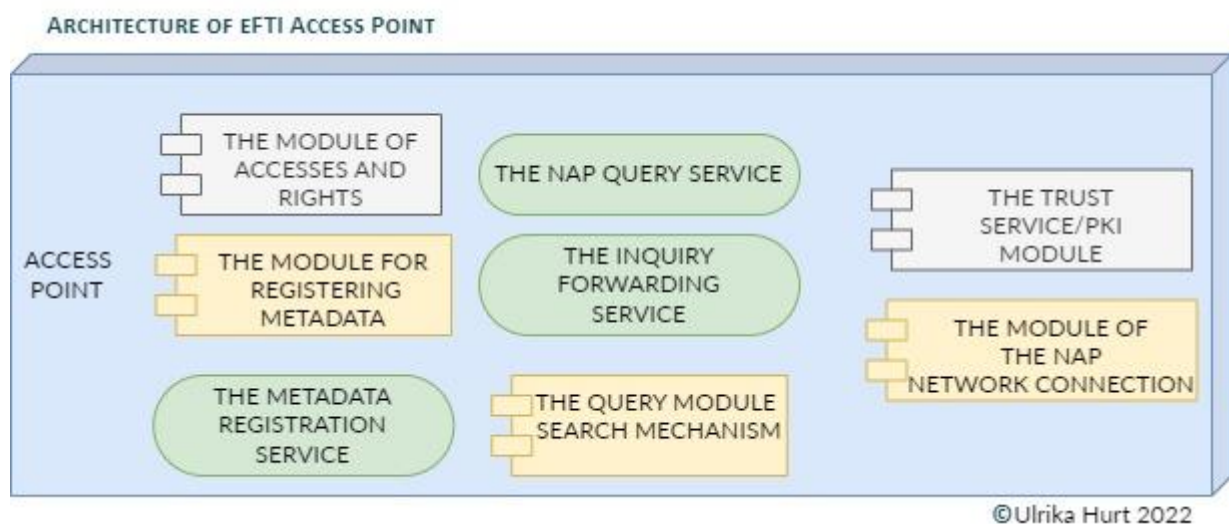 ARCHITECTURE OF EFTI ACCESS POINT
THE MODULE OF
ACCESSES AND
RIGHTS
THE NAP QUERY SERVICE
THE TRUST
SERVICE/PKI
MODULE
ACCESS
POINT
THE MODULE FOR
REGISTERING
METADATA
THE INQUIRY
FORWARDING
SERVICE
THE MODULE OF
THE NAP
NETWORK CONNECTION
THE METADATA
REGISTRATION
SERVICE
THE QUERY MODULE
SEARCH MECHANISM
©Ulrika Hurt 2022